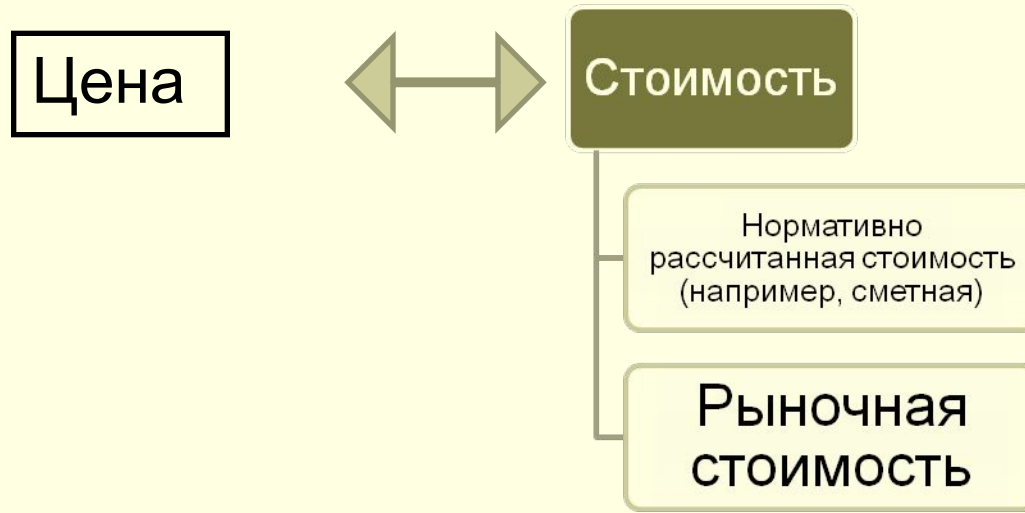 Цена
Стоимость
Нормативно
рассчитанная стоимость
(например, сметная)
Рыночная
стоимость